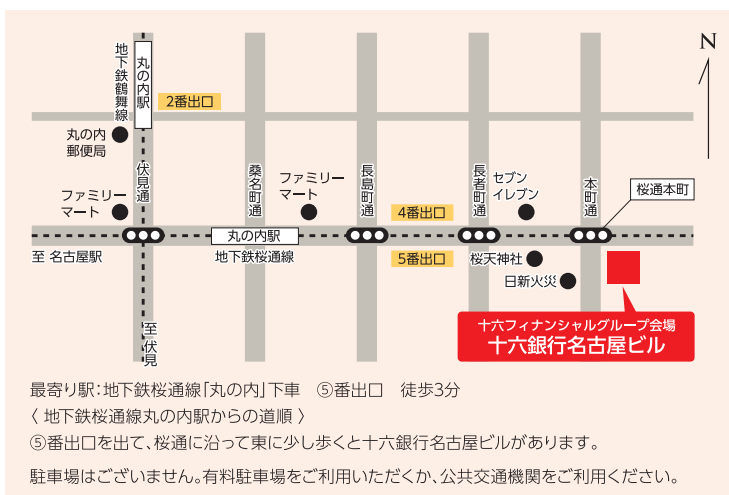 N
地下鉄鶴舞線
丸の内駅
2番出口
丸の内
郵便局
伏見通
桑名町通
長島町通
長者町通
本町通
ファミリー
マート
ファミリー
マート
セブン
イレブン
桜通本町
4番出口
丸の内駅
至 名古屋駅
地下鉄桜通線
5番出口
桜天神社
日新火災
至 伏見
十六フィナンシャルグループ会場
十六銀行名古屋ビル
最寄り駅：地下鉄桜通線「丸の内」下車　⑤番出口　徒歩3分
〈 地下鉄桜通線丸の内駅からの道順 〉
⑤番出口を出て、桜通に沿って東に少し歩くと十六銀行名古屋ビルがあります。
駐車場はございません。有料駐車場をご利用いただくか、公共交通機関をご利用ください。